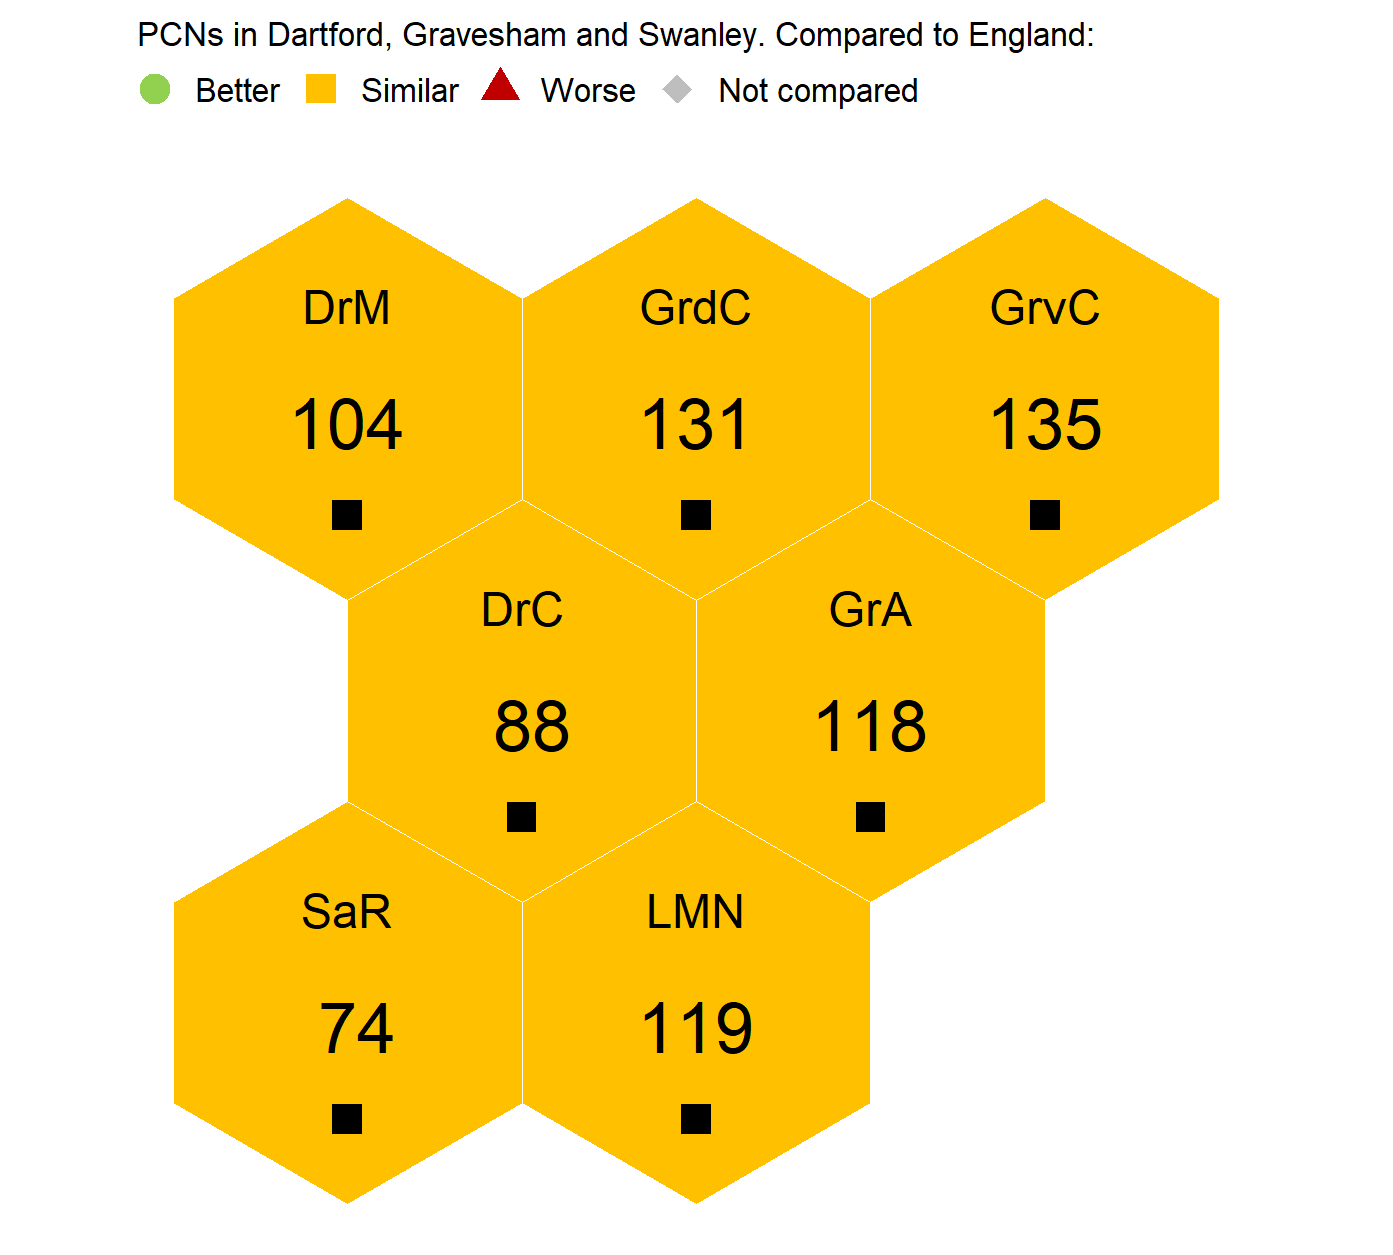 PCNs in Dartford, Gravesham and Swanley. Compared to England:
Better Similar Worse Not compared
DrM GrdC GrvC
104 131 135
DrC GrA
88 118
SaR LMN
74 119